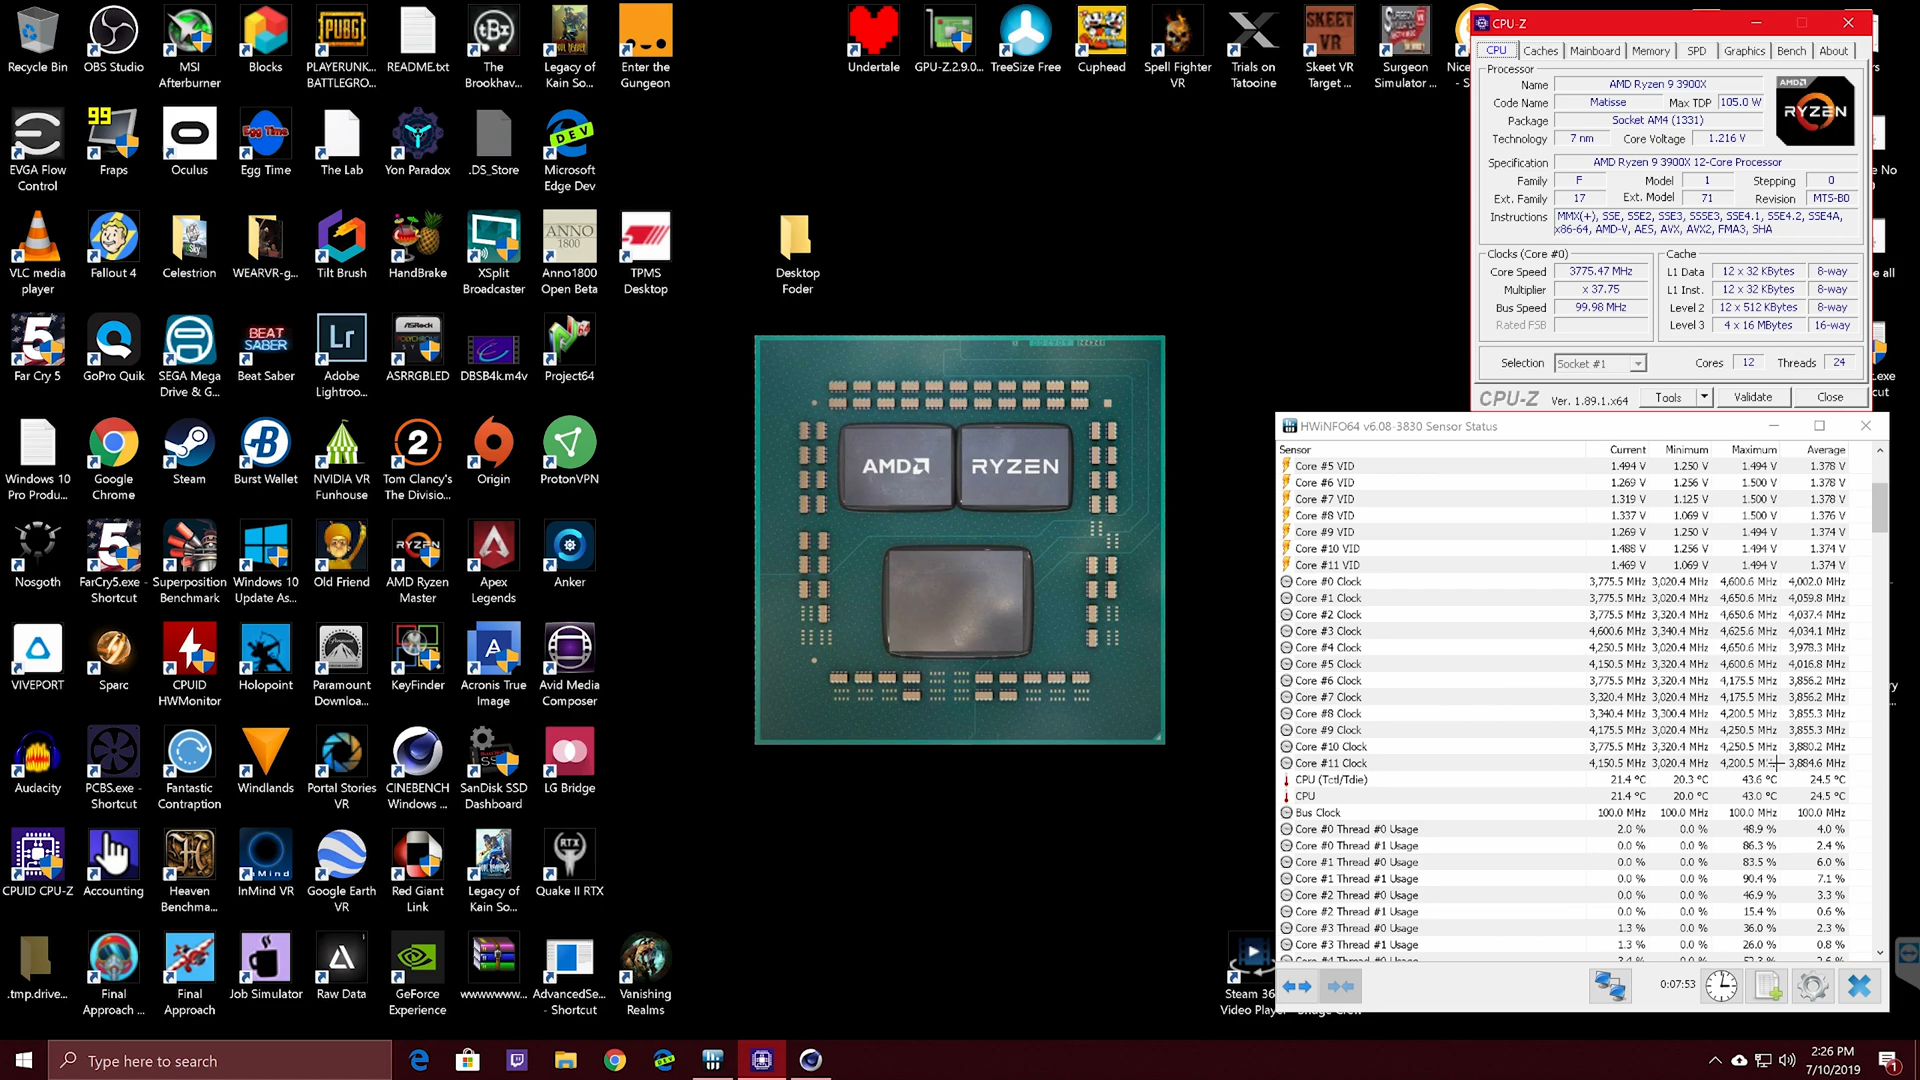 Recycle Bin
OBS Studio
MSI
Afterburner
Blocks
PLAYERUNK...
BATTLEGRO...
README.txt
The
Brookhav...
Legacy of
Kain So...
Enter the
Gungeon
Undertale
GPU-Z.2.9.0...
TreeSize Free
Cuphead
Spell Fighter
VR
Trials on
Tatooine
Skeet VR
Target ...
Surgeon
Simulator ...
EVGA Flow
Control
Fraps
Oculus
Egg Time
The Lab
Yon Paradox
.DS_Store
Microsoft
Edge Dev
VLC media
player
Fallout 4
Celestrion
WEARVR-g...
Tilt Brush
HandBrake
XSplit
Broadcaster
Anno1800
Open Beta
TPMS
Desktop
Desktop
Foder
Far Cry 5
GoPro Quik
SEGA Mega
Drive & G...
Beat Saber
Adobe
Lightroo...
ASRRGBLED
DBSB4k.m4v
Project64
Windows 10
Pro Produ...
Google
Chrome
Steam
Burst Wallet
NVIDIA VR
Funhouse
Tom Clancy's
The Divisio...
Origin
ProtonVPN
Nosgoth
FarCry5.exe -
Shortcut
Superposition
Benchmark
Windows 10
Update As...
Old Friend
AMD Ryzen
Master
Apex
Legends
Anker
VIVEPORT
Sparc
CPUID
HWMonitor
Holopoint
Paramount
Downloa...
KeyFinder
Acronis True
Image
Avid Media
Composer
Audacity
PCBS.exe -
Shortcut
Fantastic
Contraption
Windlands
Portal Stories
VR
CINEBENCH
Windows ...
SanDisk SSD
Dashboard
LG Bridge
CPUID CPU-Z
Accounting
Heaven
Benchma...
InMind VR
Google Earth
VR
Red Giant
Link
Legacy of
Kain So...
Quake II RTX
.tmp.drive...
Final
Approach ...
Final
Approach
Job Simulator
Raw Data
GeForce
Experience
wwwwwww...
AdvancedSe...
- Shortcut
Vanishing
Realms
Steam 36
Video Player
AMD
RYZEN
CPU-Z
CPU Caches Mainboard Memory SPD Graphics Bench About
Processor
Name AMD Ryzen 9 3900X
Code Name Matisse Max TDP 105.0 W
Package Socket AM4 (1331)
Technology 7 nm Core Voltage 1.216 V
AMD
RYZEN
Specification AMD Ryzen 9 3900X 12-Core Processor
Family F Model 1 Stepping 0
Ext. Family 17 Ext. Model 71 Revision MTS-B0
Instructions MMX(+), SSE, SSE2, SSE3, SSSE3, SSE4.1, SSE4.2, SSE4A,
x86-64, AMD-V, AES, AVX, AVX2, FMA3, SHA
Clocks (Core #0)
Core Speed 3775.47 MHz
Multiplier x 37.75
Bus Speed 99.98 MHz
Rated FSB
Cache
L1 Data 12 x 32 KBytes 8-way
L1 Inst. 12 x 32 KBytes 8-way
Level 2 12 x 512 KBytes 8-way
Level 3 4 x 16 MBytes 16-way
Selection Socket #1 Cores 12 Threads 24
CPU-Z Ver. 1.89.1.x64 Tools Validate Close
HWiNFO64 v6.08-3830 Sensor Status
Sensor Current Minimum Maximum Average
Core #5 VID 1.494 V 1.250 V 1.494 V 1.378 V
Core #6 VID 1.269 V 1.256 V 1.500 V 1.378 V
Core #7 VID 1.319 V 1.125 V 1.500 V 1.378 V
Core #8 VID 1.337 V 1.069 V 1.500 V 1.376 V
Core #9 VID 1.269 V 1.250 V 1.494 V 1.374 V
Core #10 VID 1.488 V 1.256 V 1.494 V 1.374 V
Core #11 VID 1.469 V 1.069 V 1.494 V 1.374 V
Core #0 Clock 3,775.5 MHz 3,020.4 MHz 4,600.6 MHz 4,002.0 MHz
Core #1 Clock 3,775.5 MHz 3,020.4 MHz 4,650.6 MHz 4,059.8 MHz
Core #2 Clock 3,775.5 MHz 3,320.4 MHz 4,650.6 MHz 4,037.4 MHz
Core #3 Clock 4,600.6 MHz 3,340.4 MHz 4,625.6 MHz 4,034.1 MHz
Core #4 Clock 4,250.5 MHz 3,020.4 MHz 4,650.6 MHz 3,978.3 MHz
Core #5 Clock 4,150.5 MHz 3,320.4 MHz 4,600.6 MHz 4,016.8 MHz
Core #6 Clock 3,775.5 MHz 3,320.4 MHz 4,175.5 MHz 3,856.2 MHz
Core #7 Clock 3,320.4 MHz 3,020.4 MHz 4,175.5 MHz 3,856.2 MHz
Core #8 Clock 3,340.4 MHz 3,300.4 MHz 4,200.5 MHz 3,855.3 MHz
Core #9 Clock 4,175.5 MHz 3,320.4 MHz 4,250.5 MHz 3,855.3 MHz
Core #10 Clock 3,775.5 MHz 3,320.4 MHz 4,250.5 MHz 3,880.2 MHz
Core #11 Clock 4,150.5 MHz 3,020.4 MHz 4,200.5 3,884.6 MHz
CPU (Tctl/Tdie) 21.4 °C 20.3 °C 43.6 °C 24.5 °C
CPU 21.4 °C 20.0 °C 43.0 °C 24.5 °C
Bus Clock 100.0 MHz 100.0 MHz 100.0 MHz 100.0 MHz
Core #0 Thread #0 Usage 2.0 % 0.0 % 48.9 % 4.0 %
Core #0 Thread #1 Usage 0.0 % 0.0 % 86.3 % 2.4 %
Core #1 Thread #0 Usage 0.0 % 0.0 % 83.5 % 6.0 %
Core #1 Thread #1 Usage 0.0 % 0.0 % 90.4 % 7.1 %
Core #2 Thread #0 Usage 0.0 % 0.0 % 46.9 % 3.3 %
Core #2 Thread #1 Usage 0.0 % 0.0 % 15.4 % 0.6 %
Core #3 Thread #0 Usage 1.3 % 0.0 % 36.0 % 2.3 %
Core #3 Thread #1 Usage 1.3 % 0.0 % 26.0 % 0.8 %
0:07:53
Type here to search
2:26 PM
7/10/2019